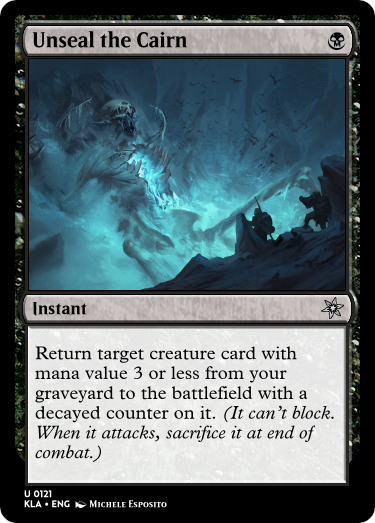 Unseal the Cairn
Instant
Return target creature card with
mana value 3 or less from your
graveyard to the battlefield with a
decayed counter on it. (It can't block.
When it attacks, sacrifice it at end of
combat.)
U 0121
KLA • ENG Michele Esposito